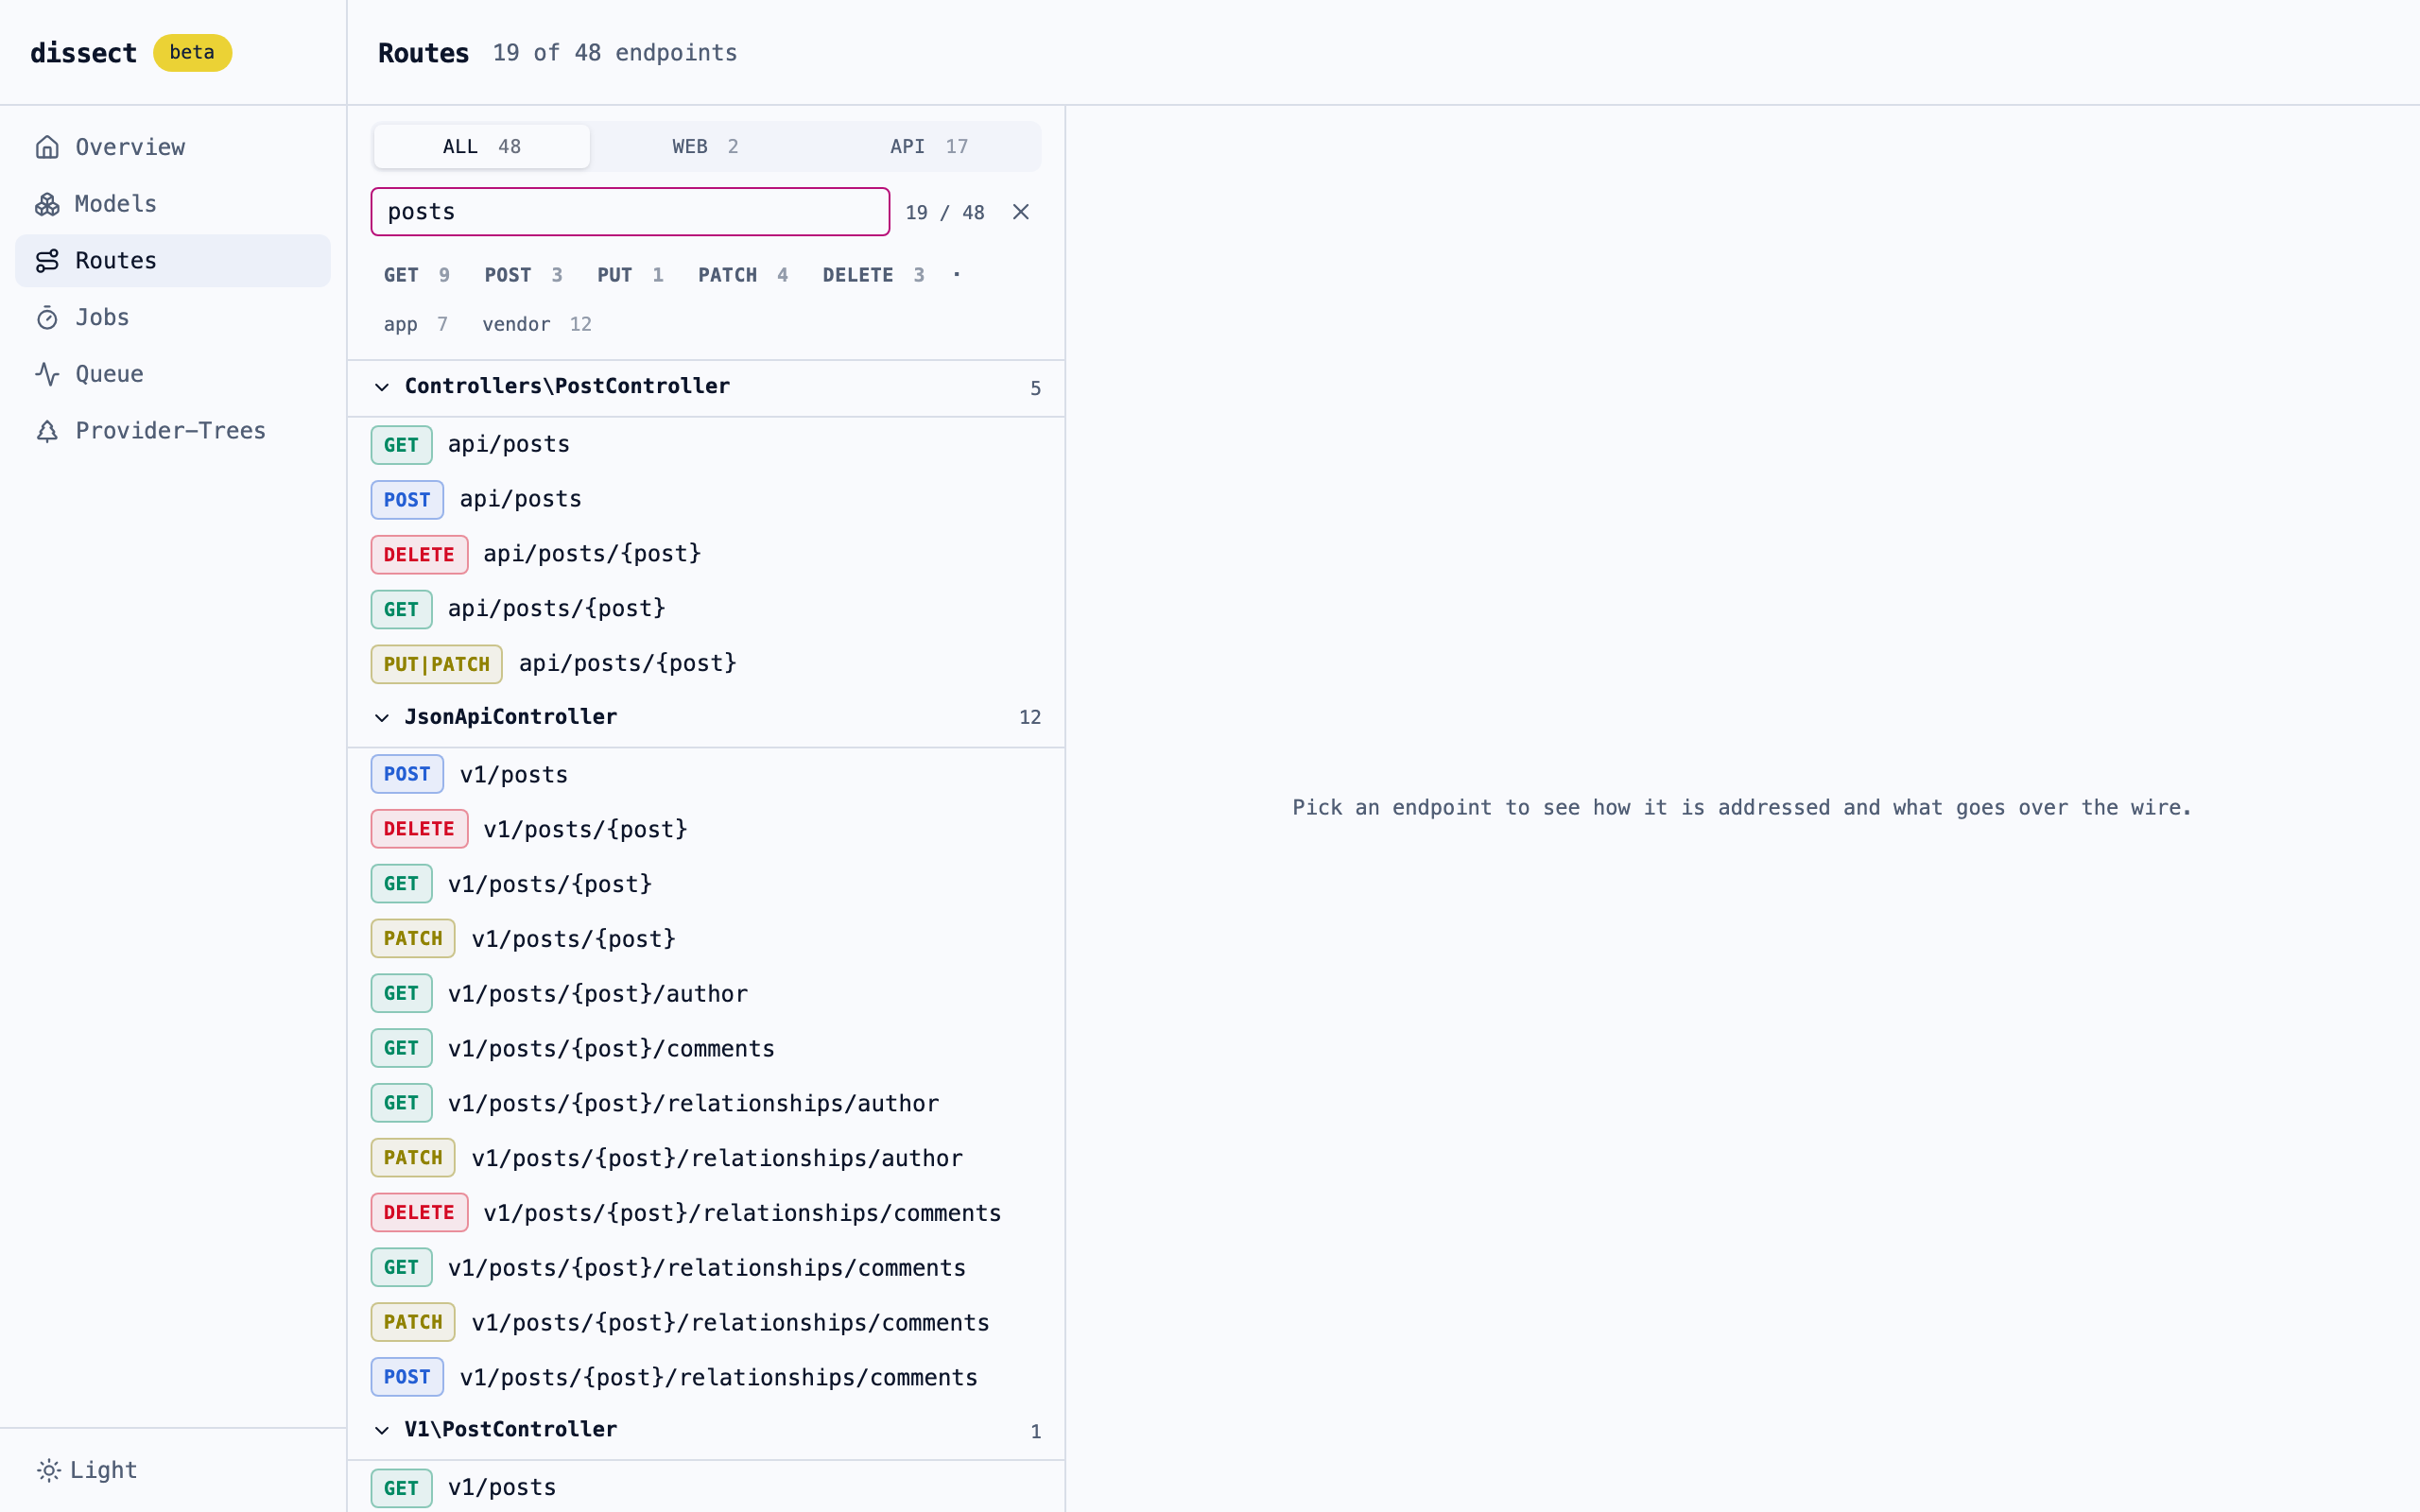 dissect beta
Routes 19 of 48 endpoints
Overview
Models
Routes
Jobs
Queue
Provider-Trees
Light
ALL 48 WEB 2 API 17
posts 19 / 48
GET 9 POST 3 PUT 1 PATCH 4 DELETE 3 ·
app 7 vendor 12
Controllers\PostController 5
GET api/posts
POST api/posts
DELETE api/posts/{post}
GET api/posts/{post}
PUT|PATCH api/posts/{post}
JsonApiController 12
POST v1/posts
DELETE v1/posts/{post}
GET v1/posts/{post}
PATCH v1/posts/{post}
GET v1/posts/{post}/author
GET v1/posts/{post}/comments
GET v1/posts/{post}/relationships/author
PATCH v1/posts/{post}/relationships/author
DELETE v1/posts/{post}/relationships/comments
GET v1/posts/{post}/relationships/comments
PATCH v1/posts/{post}/relationships/comments
POST v1/posts/{post}/relationships/comments
V1\PostController 1
GET v1/posts
Pick an endpoint to see how it is addressed and what goes over the wire.